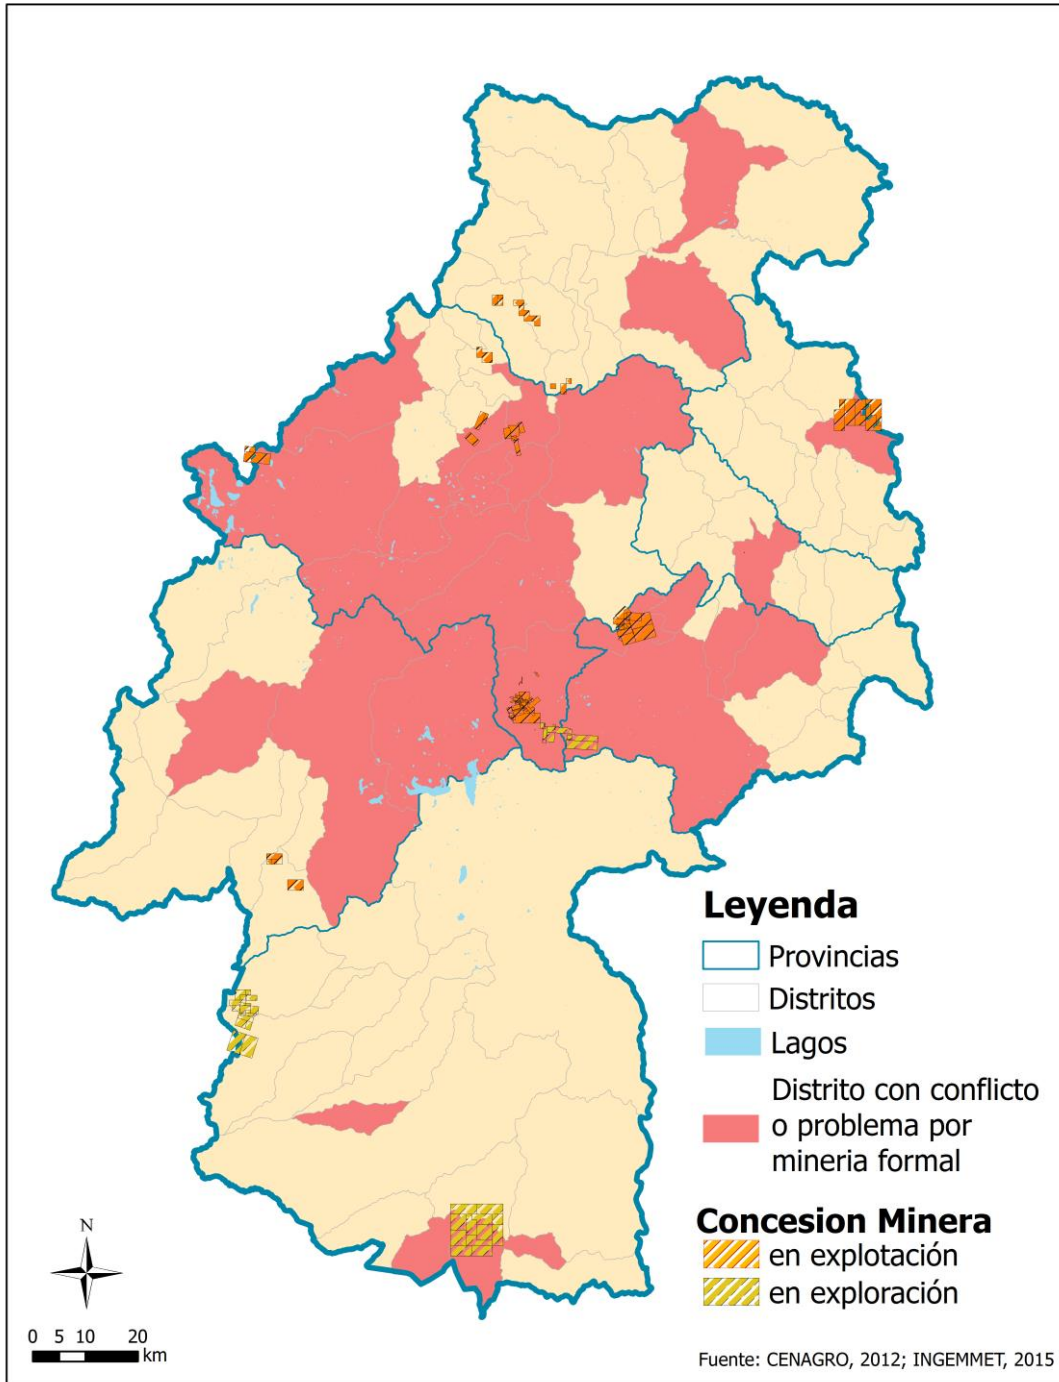 Leyenda
Provincias
Distritos
Lagos
Distrito con conflicto
o problema por
mineria formal
Concesion Minera
en explotación
en exploración
N
0 5 10 20
km
Fuente: CENAGRO, 2012; INGEMMET, 2015